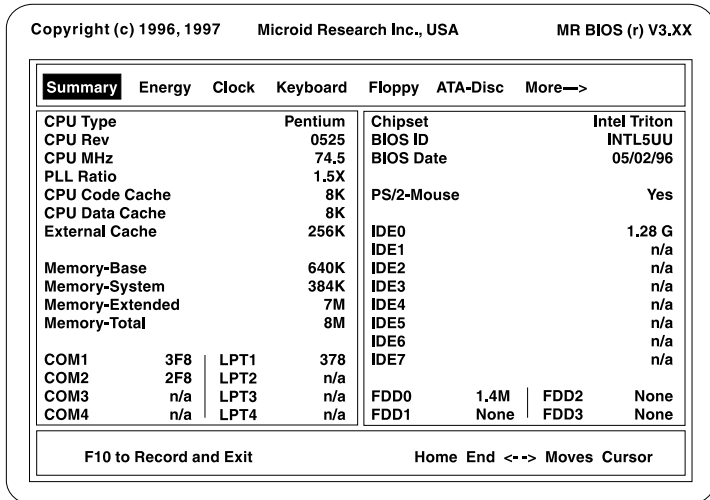 Copyright (c) 1996, 1997 Microid Research Inc., USA MR BIOS (r) V3.XX
Summary Energy Clock Keyboard Floppy ATA-Disc More—>
CPU Type Pentium
CPU Rev 0525
CPU MHz 74.5
PLL Ratio 1.5X
CPU Code Cache 8K
CPU Data Cache 8K
External Cache 256K
Memory-Base 640K
Memory-System 384K
Memory-Extended 7M
Memory-Total 8M
COM1 3F8 LPT1 378
COM2 2F8 LPT2 n/a
COM3 n/a LPT3 n/a
COM4 n/a LPT4 n/a
Chipset Intel Triton
BIOS ID INTL5UU
BIOS Date 05/02/96
PS/2-Mouse Yes
IDE0 1.28 G
IDE1 n/a
IDE2 n/a
IDE3 n/a
IDE4 n/a
IDE5 n/a
IDE6 n/a
IDE7 n/a
FDD0 1.4M FDD2 None
FDD1 None FDD3 None
F10 to Record and Exit Home End <--> Moves Cursor